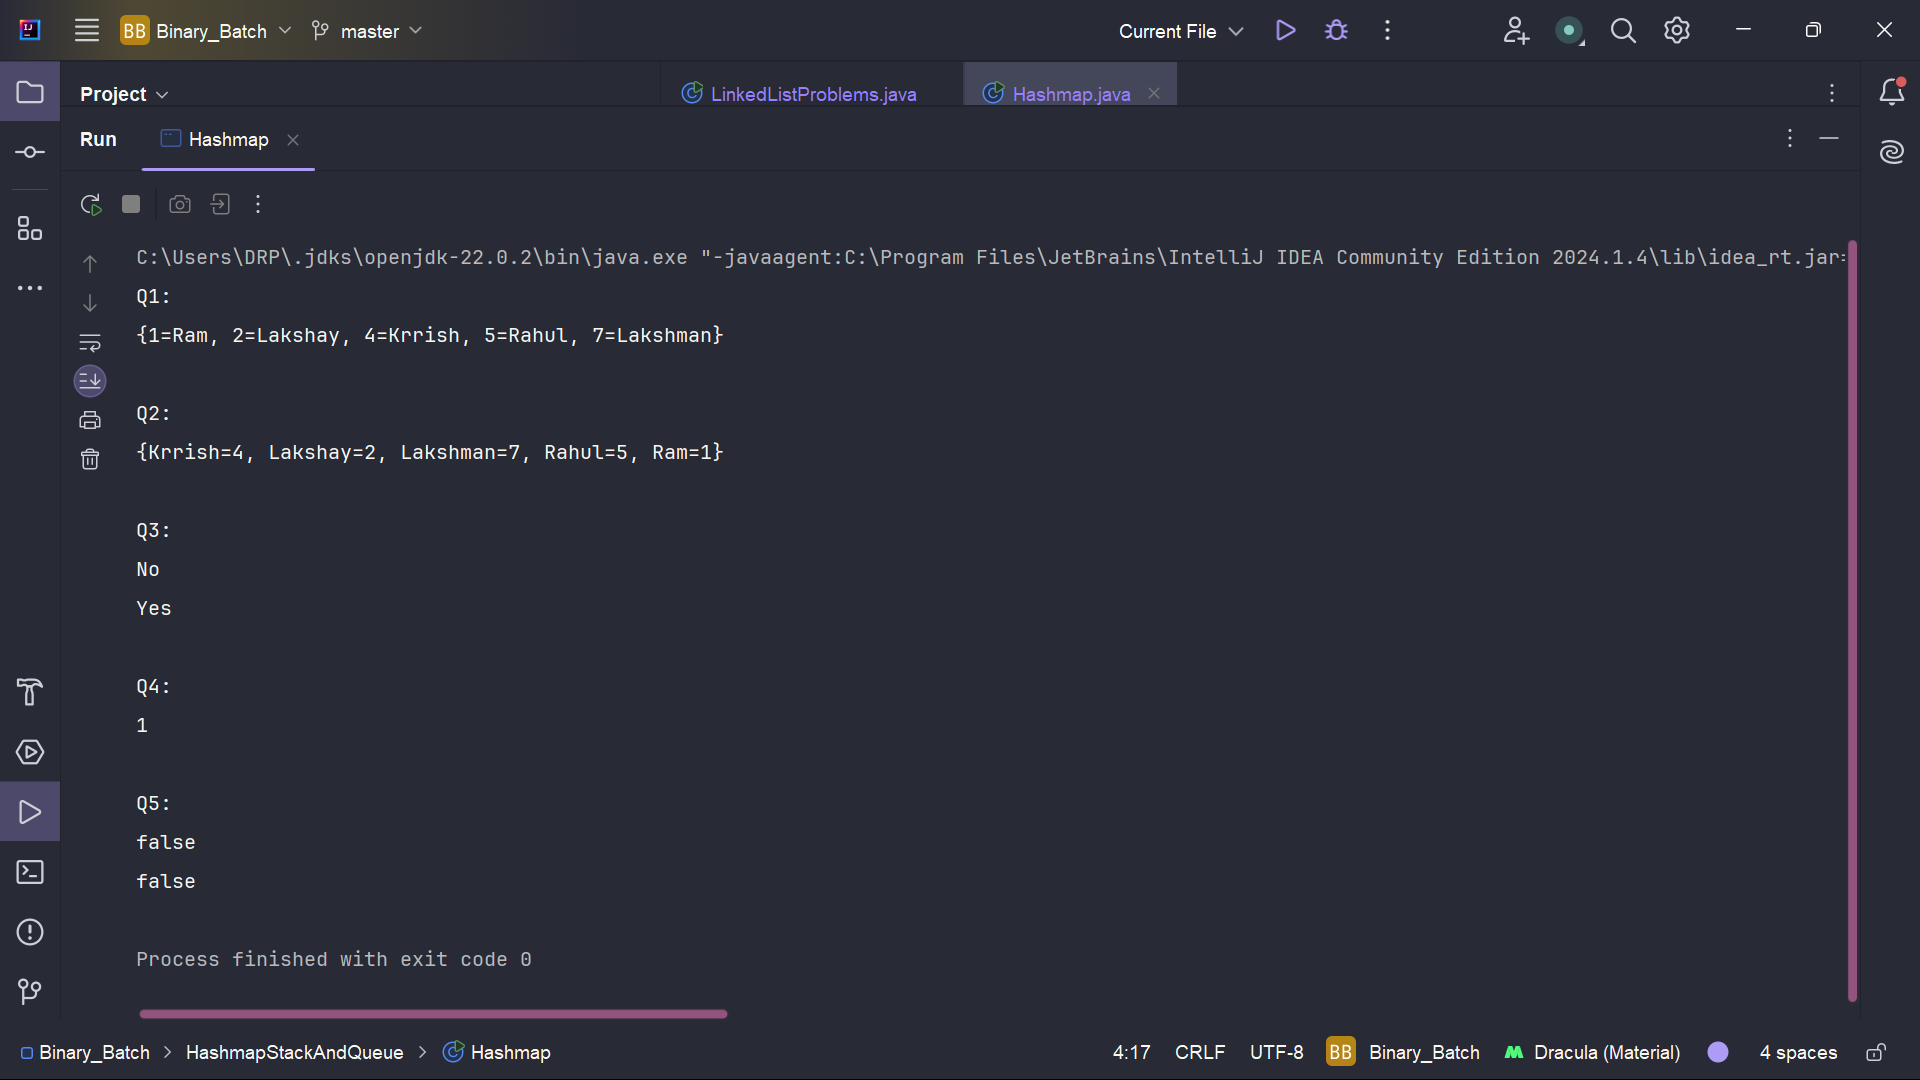 BB Binary_Batch master Current File
Project LinkedListProblems.java Hashmap.java
Run Hashmap
C:\Users\DRP\.jdks\openjdk-22.0.2\bin\java.exe "-javaagent:C:\Program Files\JetBrains\IntelliJ IDEA Community Edition 2024.1.4\lib\idea_rt.jar=
Q1:
{1=Ram, 2=Lakshay, 4=Krrish, 5=Rahul, 7=Lakshman}
Q2:
{Krrish=4, Lakshay=2, Lakshman=7, Rahul=5, Ram=1}
Q3:
No
Yes
Q4:
1
Q5:
false
false
Process finished with exit code 0
Binary_Batch > HashmapStackAndQueue > Hashmap 4:17 CRLF UTF-8 BB Binary_Batch Dracula (Material) 4 spaces